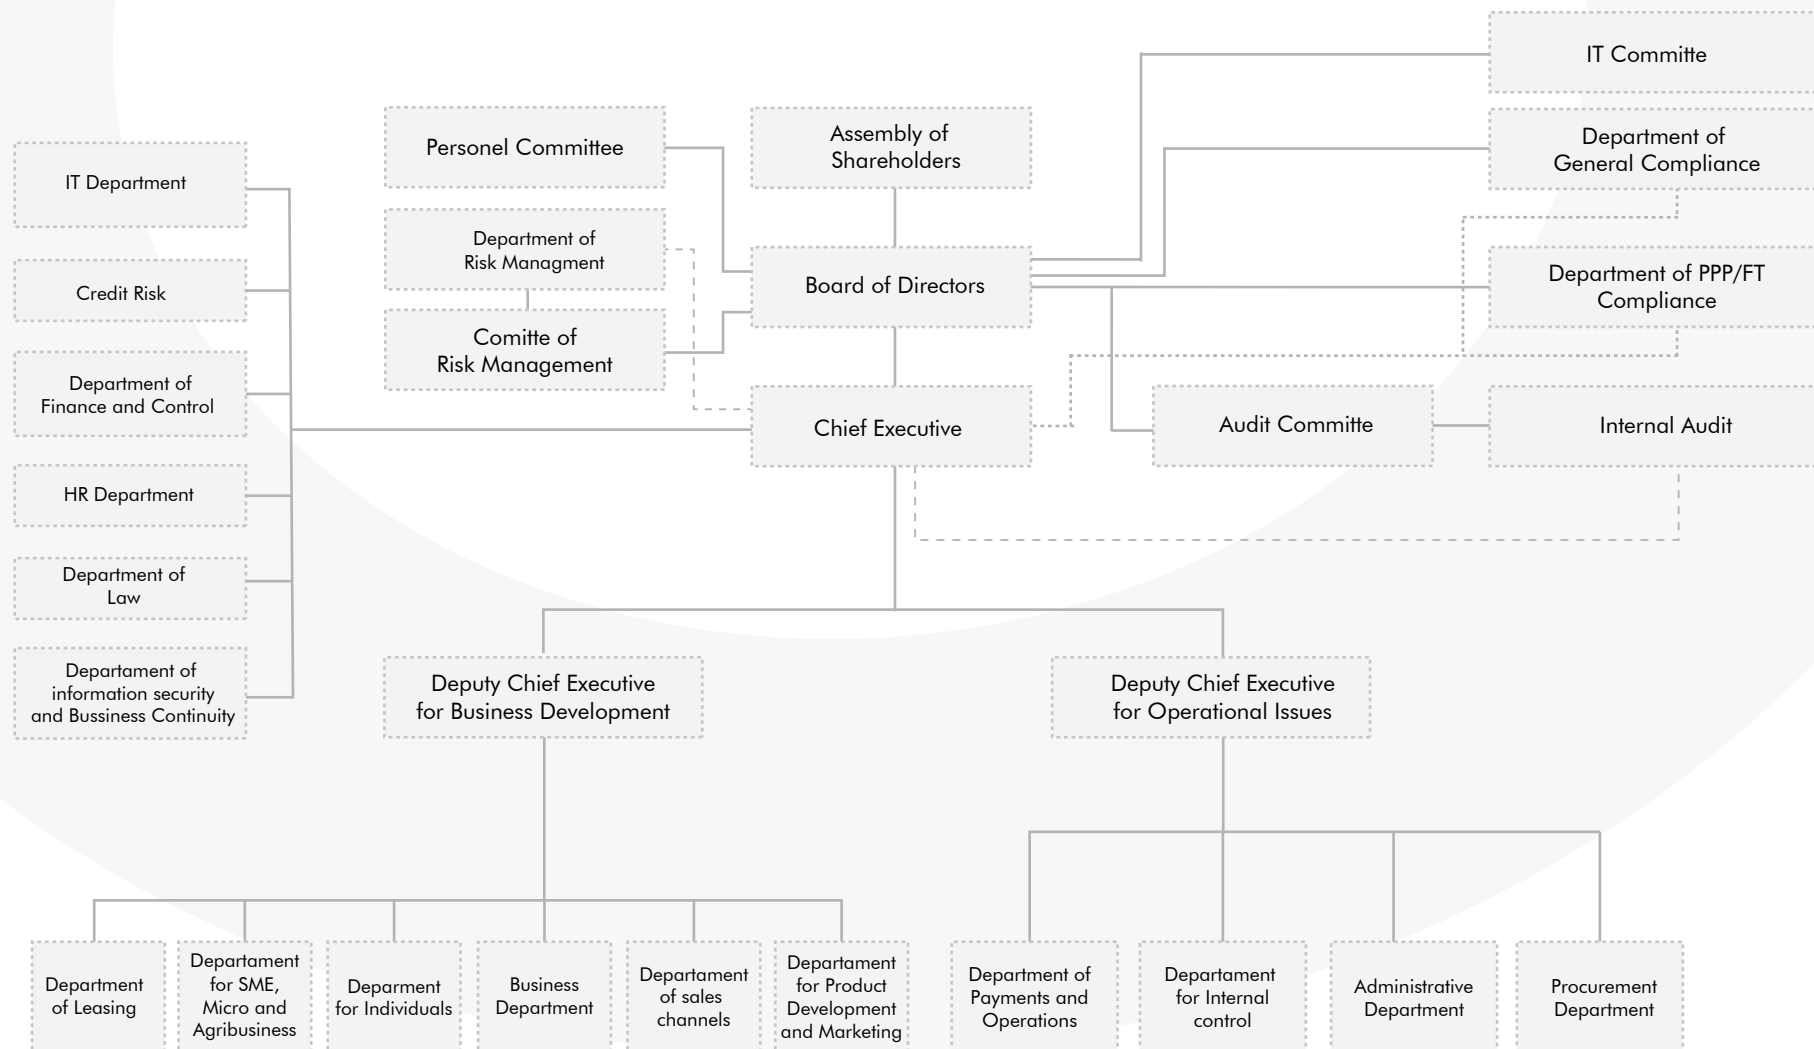 IT Committe
Personel Committee
Assembly of
Shareholders
Department of
General Compliance
IT Department
Department of
Risk Managment
Board of Directors
Department of PPP/FT
Compliance
Credit Risk
Comitte of
Risk Management
Department of
Finance and Control
Chief Executive
Audit Committe
Internal Audit
HR Department
Department of
Law
Departament of
information security
and Bussiness Continuity
Deputy Chief Executive
for Business Development
Deputy Chief Executive
for Operational Issues
Department
of Leasing
Departament
for SME,
Micro and
Agribusiness
Deparment
for Individuals
Business
Department
Departament
of sales
channels
Departament
for Product
Development
and Marketing
Department of
Payments and
Operations
Departament
for Internal
control
Administrative
Department
Procurement
Department